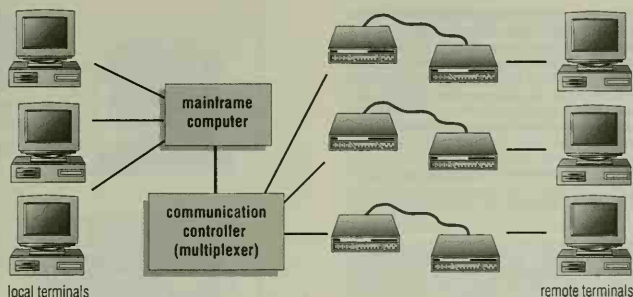 mainframe
computer
communication
controller
(multiplexer)
local terminals
remote terminals